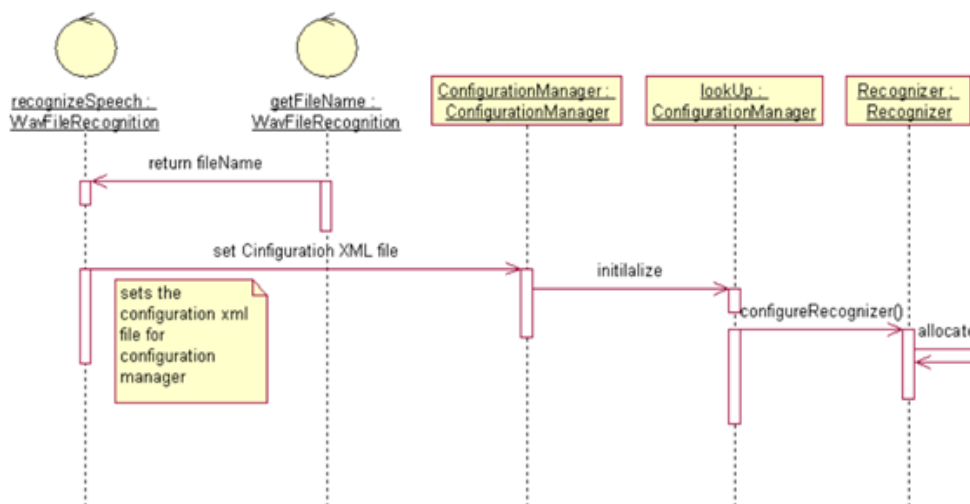 recognizeSpeech :
WavFileRecognition
getFileName :
WavFileRecognition
ConfigurationManager :
ConfigurationManager
lookUp :
ConfigurationManager
Recognizer :
Recognizer
return fileName
set Cinfiguration XML file
initilalize
sets the
configuration xml
file for
configuration
manager
configureRecognizer()
allocate